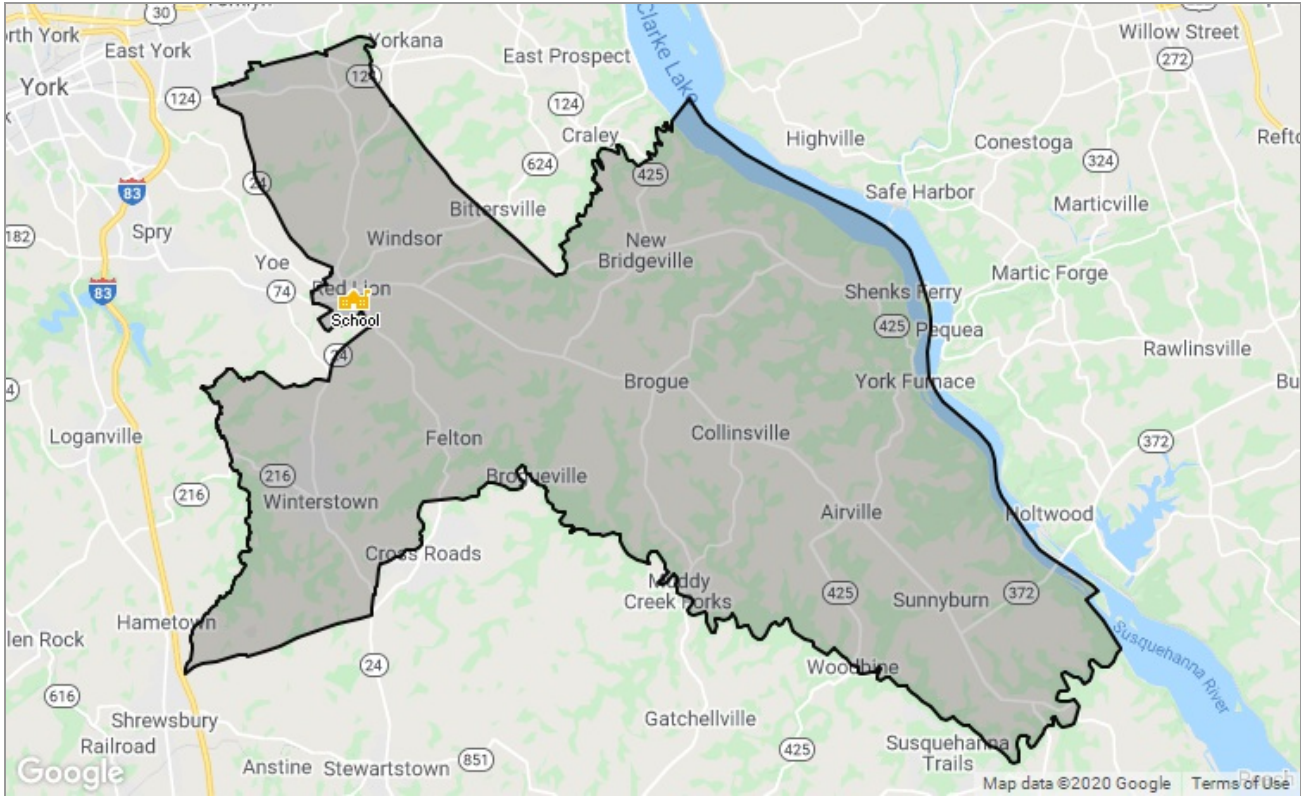 30
Yorkana
Willow Street
rth York
East York
East Prospect
Clarke Lake
272
York
124
124
124
Craley
Highville
Conestoga
624
324
425
24
83
Safe Harbor
Marticville
Bittersville
182
Spry
Windsor
New
Bridgeville
Yoe
Martic Forge
83
74
Red Lion
Shenks Ferry
School
425
Pequea
24
Rawlinsville
Brogue
York Furnace
Bu
4
Loganville
Felton
Collinsville
372
216
216
Brogueville
Winterstown
Airville
Holtwood
Cross Roads
Muddy
Creek Forks
425
Sunnyburn
372
Hametown
len Rock
Susquehanna River
24
Woodbine
616
Shrewsbury
Gatchellville
Railroad
425
Susquehanna
Trails
Anstine
Stewartstown
851
Google
Map data ©2020 Google
Terms of Use